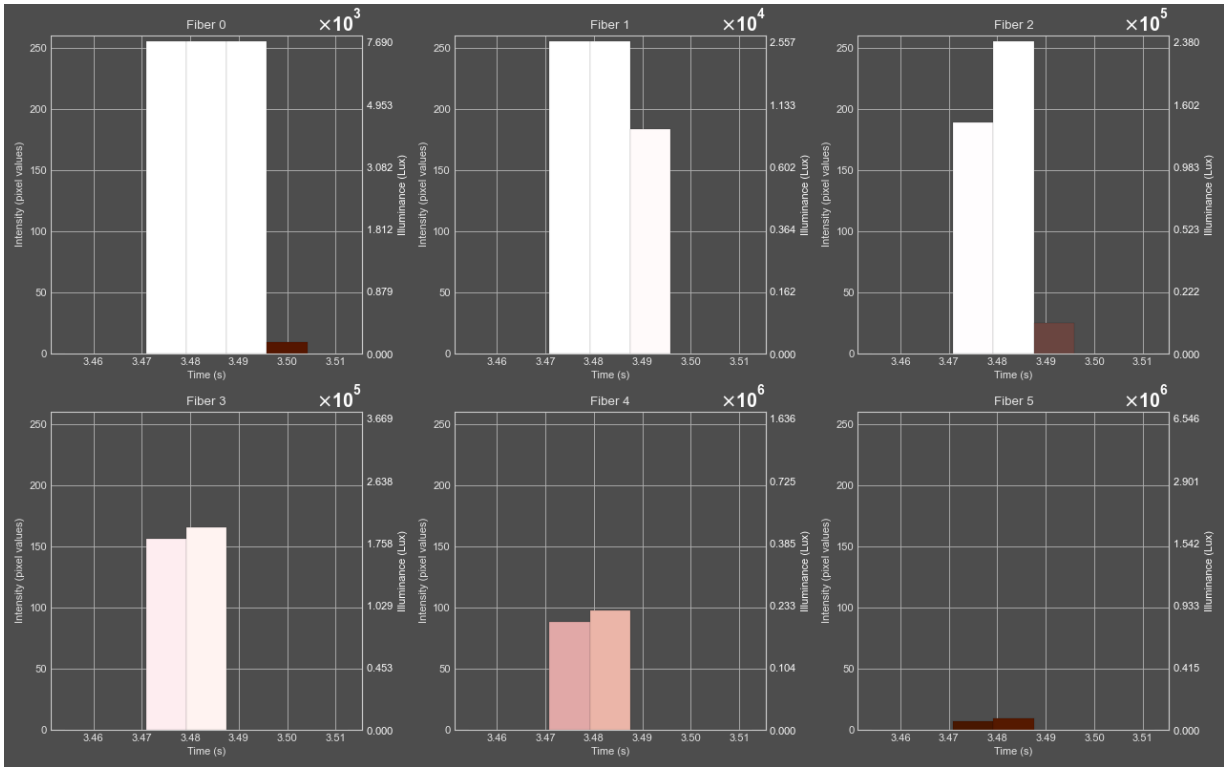 Fiber 0 ×10³
250
200
150
100
50
0
Intensity (pixel values)
7.690
4.953
3.082
1.812
0.879
0.000
Illuminance (Lux)
3.46 3.47 3.48 3.49 3.50 3.51
Time (s)
Fiber 1 ×10⁴
250
200
150
100
50
0
Intensity (pixel values)
2.557
1.133
0.602
0.364
0.162
0.000
Illuminance (Lux)
3.46 3.47 3.48 3.49 3.50 3.51
Time (s)
Fiber 2 ×10⁵
250
200
150
100
50
0
Intensity (pixel values)
2.380
1.602
0.983
0.523
0.222
0.000
Illuminance (Lux)
3.46 3.47 3.48 3.49 3.50 3.51
Time (s)
Fiber 3 ×10⁵
250
200
150
100
50
0
Intensity (pixel values)
3.669
2.638
1.758
1.029
0.453
0.000
Illuminance (Lux)
3.46 3.47 3.48 3.49 3.50 3.51
Time (s)
Fiber 4 ×10⁶
250
200
150
100
50
0
Intensity (pixel values)
1.636
0.725
0.385
0.233
0.104
0.000
Illuminance (Lux)
3.46 3.47 3.48 3.49 3.50 3.51
Time (s)
Fiber 5 ×10⁶
250
200
150
100
50
0
Intensity (pixel values)
6.546
2.901
1.542
0.933
0.415
0.000
Illuminance (Lux)
3.46 3.47 3.48 3.49 3.50 3.51
Time (s)